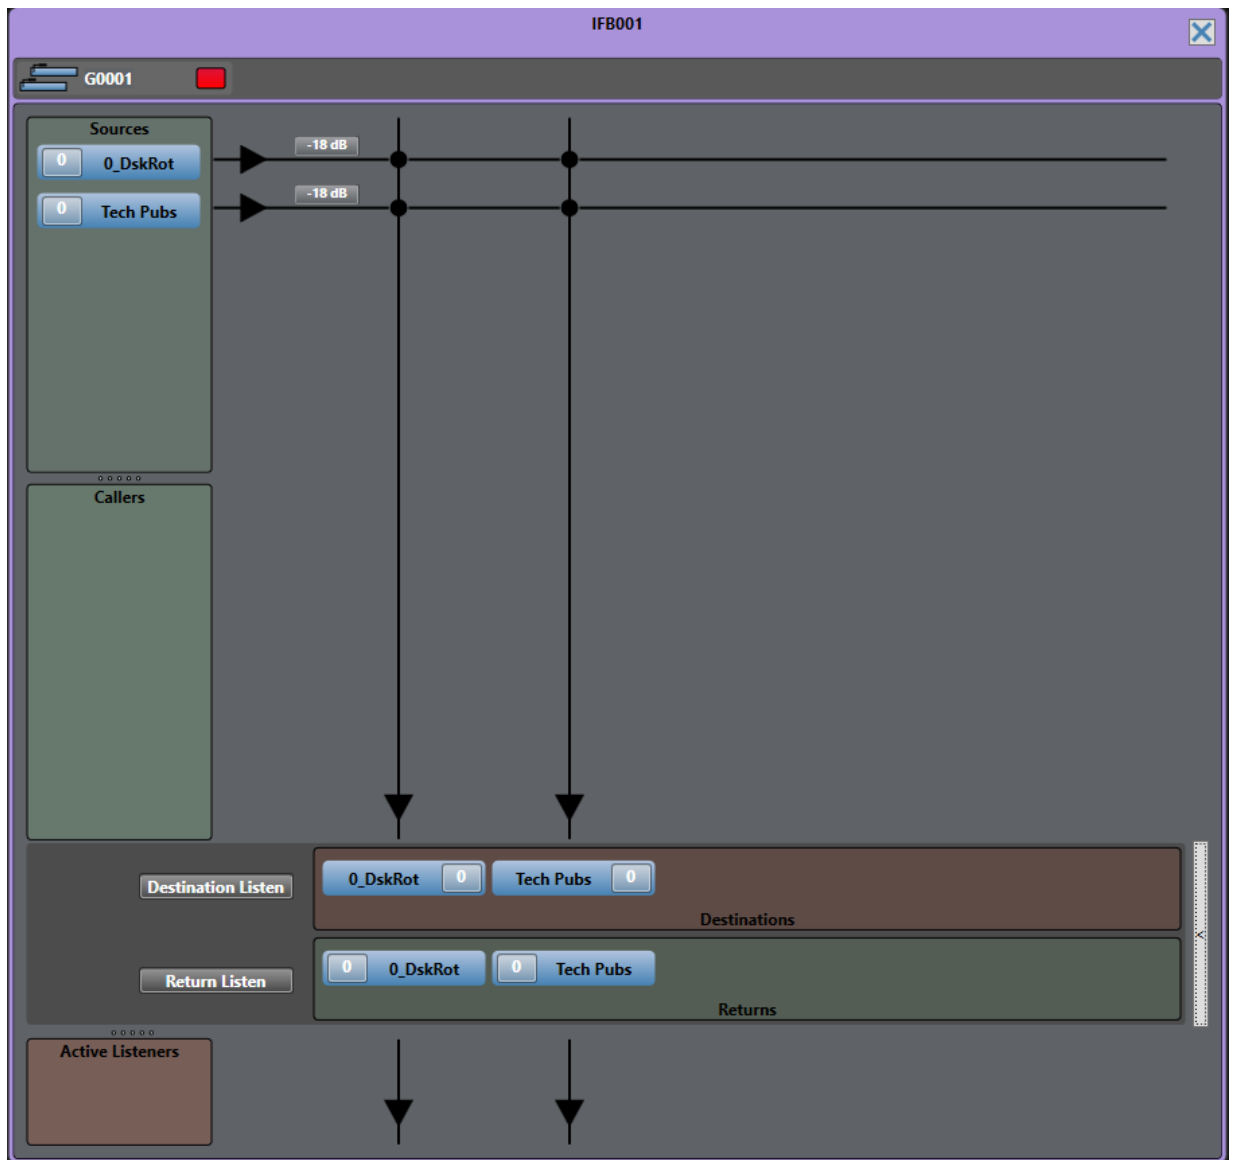 IFB001
G0001
Sources
0 0_DskRot
-18 dB
0 Tech Pubs
-18 dB
Callers
Destination Listen
0_DskRot 0
Tech Pubs 0
Destinations
<
Return Listen
0 0_DskRot
0 Tech Pubs
Returns
Active Listeners